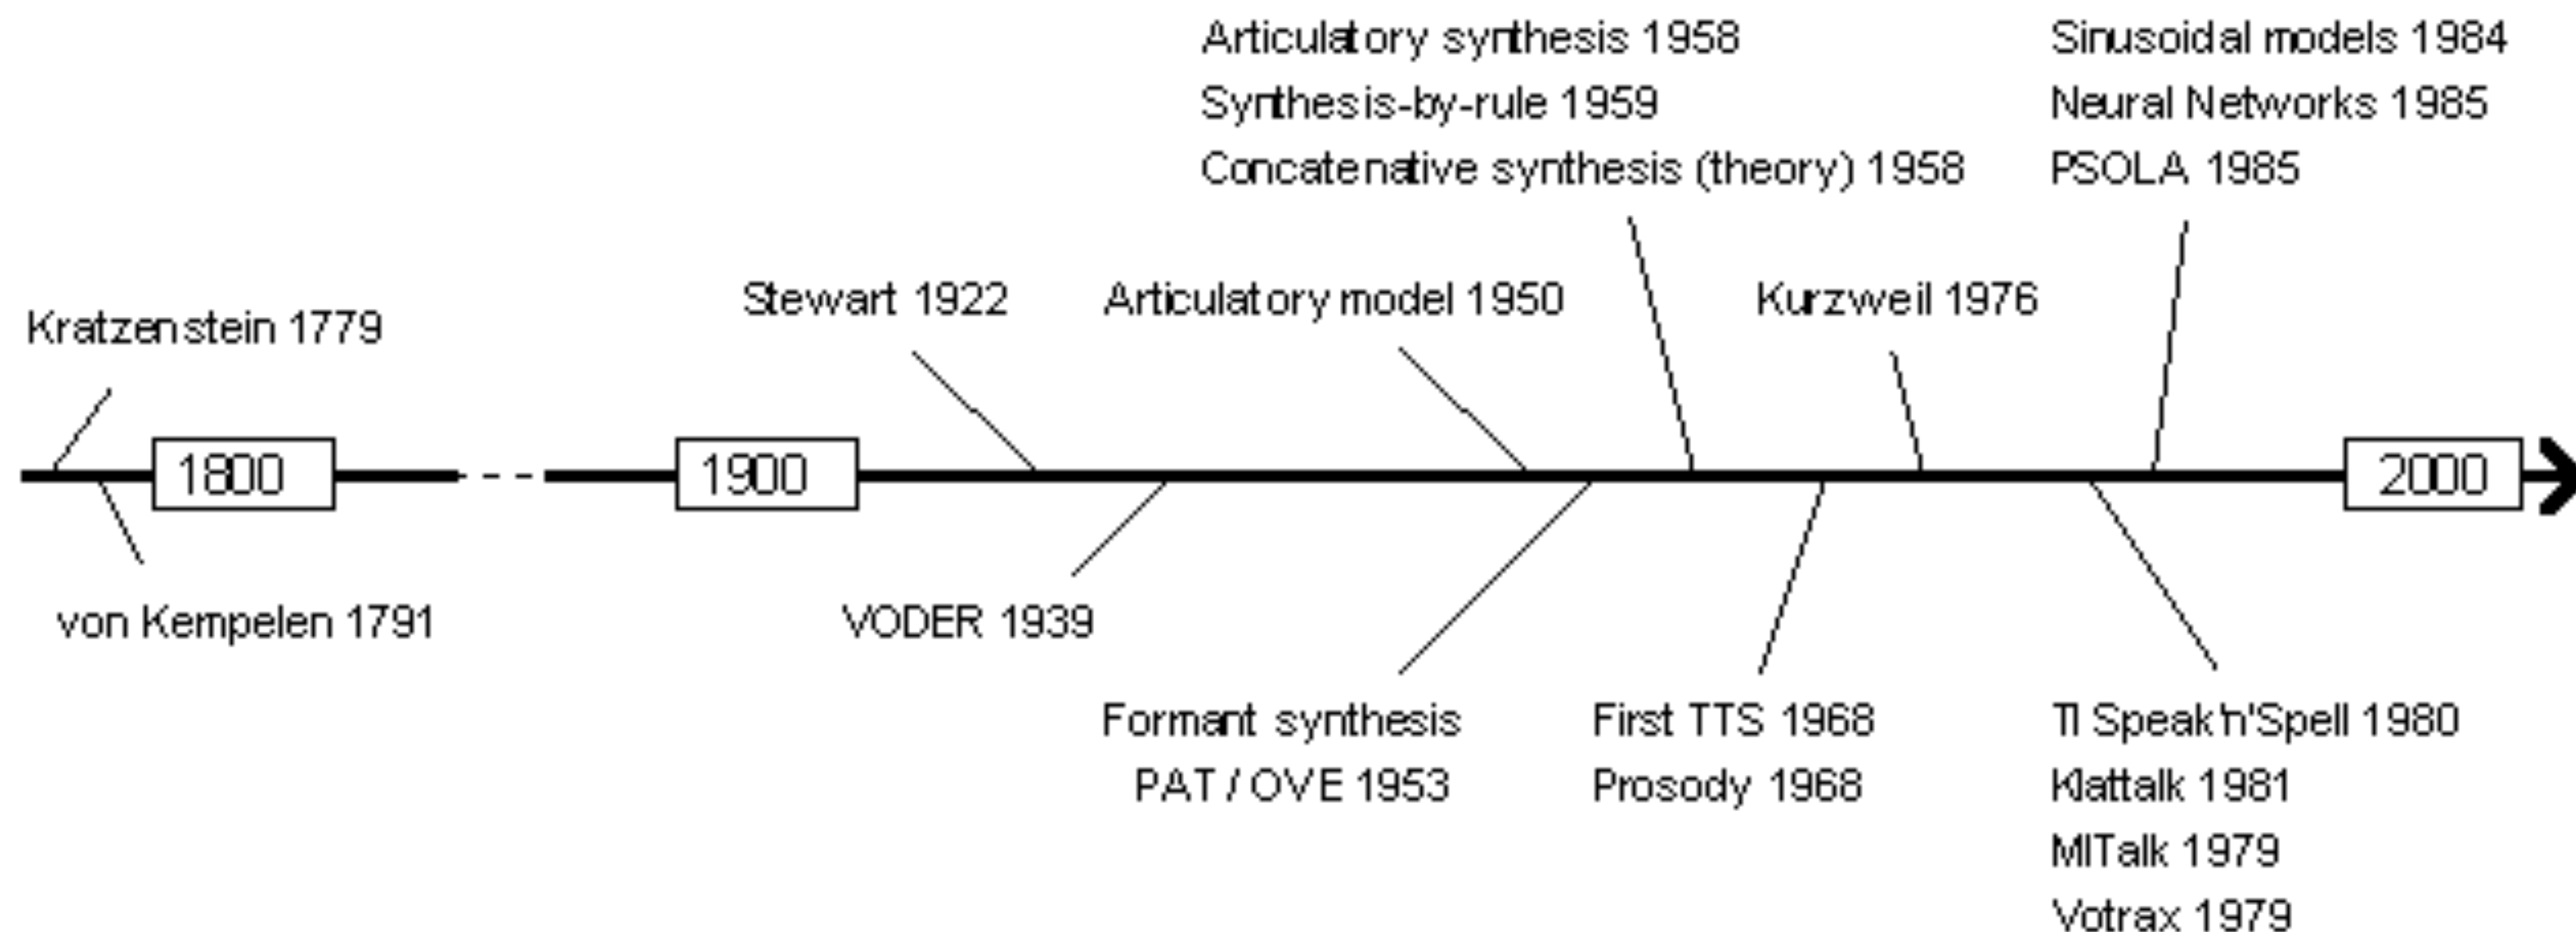 Articulatory synthesis 1958
Synthesis-by-rule 1959
Concatenative synthesis (theory) 1958
Sinusoidal models 1984
Neural Networks 1985
PSOLA 1985
Kratzenstein 1779
Stewart 1922
Articulatory model 1950
Kurzweil 1976
1800
1900
2000
von Kempelen 1791
VODER 1939
Formant synthesis
PAT / OVE 1953
First TTS 1968
Prosody 1968
TI Speak'n'Spell 1980
Klattalk 1981
MITalk 1979
Votrax 1979